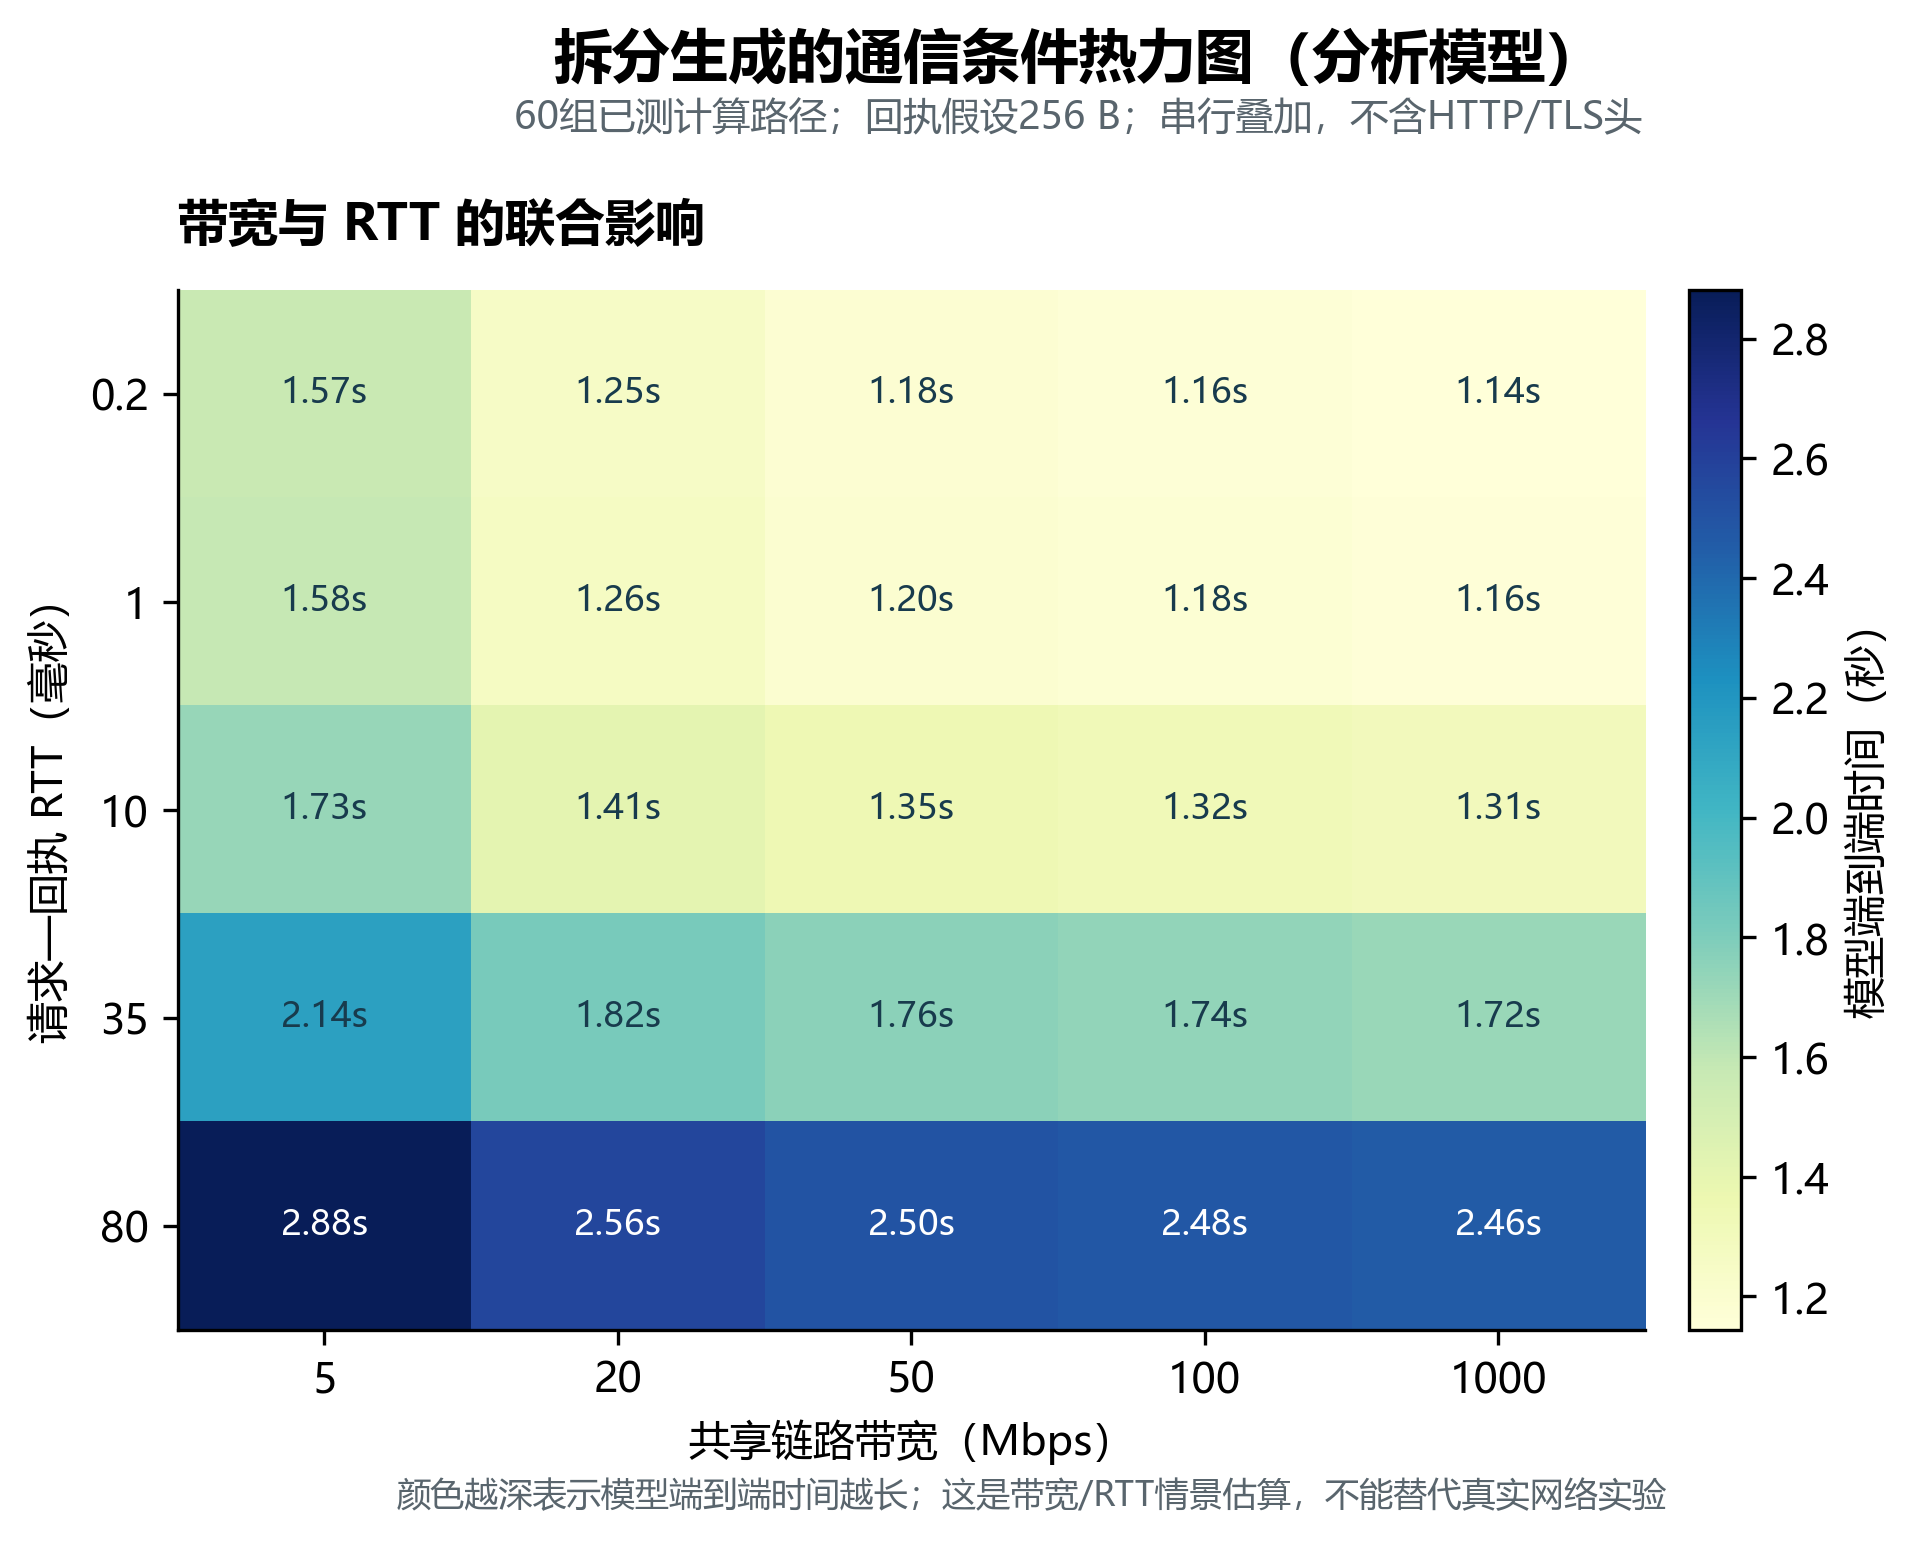 拆分生成的通信条件热力图（分析模型）
60组已测计算路径；回执假设256 B；串行叠加，不含HTTP/TLS头
带宽与 RTT 的联合影响
请求—回执 RTT（毫秒）
0.2
1.57s 1.25s 1.18s 1.16s 1.14s
1
1.58s 1.26s 1.20s 1.18s 1.16s
10
1.73s 1.41s 1.35s 1.32s 1.31s
35
2.14s 1.82s 1.76s 1.74s 1.72s
80
2.88s 2.56s 2.50s 2.48s 2.46s
5 20 50 100 1000
共享链路带宽（Mbps）
2.8
2.6
2.4
2.2
2.0
1.8
1.6
1.4
1.2
模型端到端时间（秒）
颜色越深表示模型端到端时间越长；这是带宽/RTT情景估算，不能替代真实网络实验